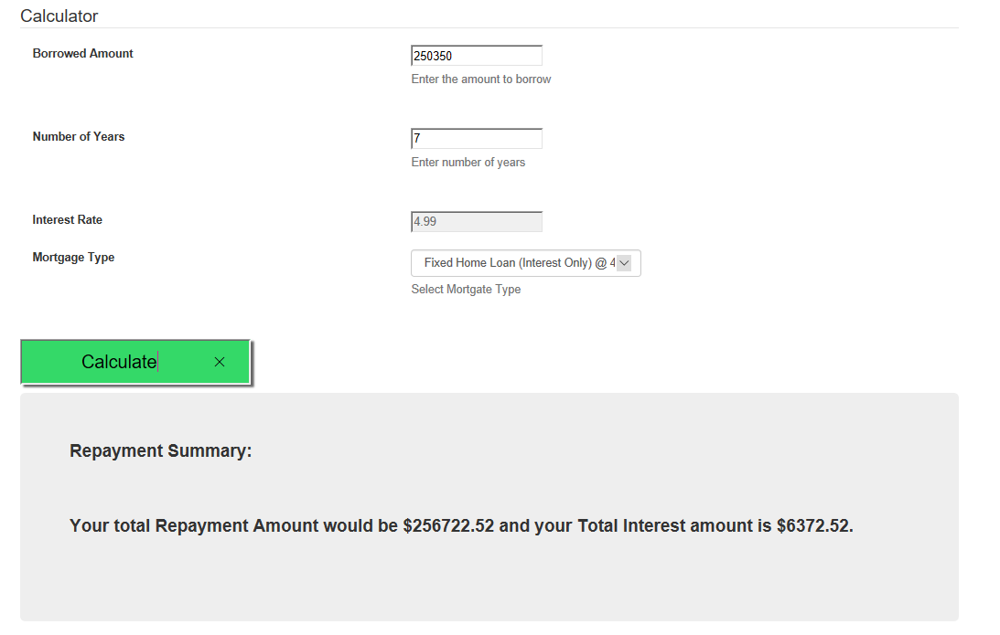 Calculator
Borrowed Amount
250350
Enter the amount to borrow
Number of Years
7
Enter number of years
Interest Rate
4.99
Mortgage Type
Fixed Home Loan (Interest Only) @ 4
Select Mortgate Type
Calculate
Repayment Summary:
Your total Repayment Amount would be $256722.52 and your Total Interest amount is $6372.52.